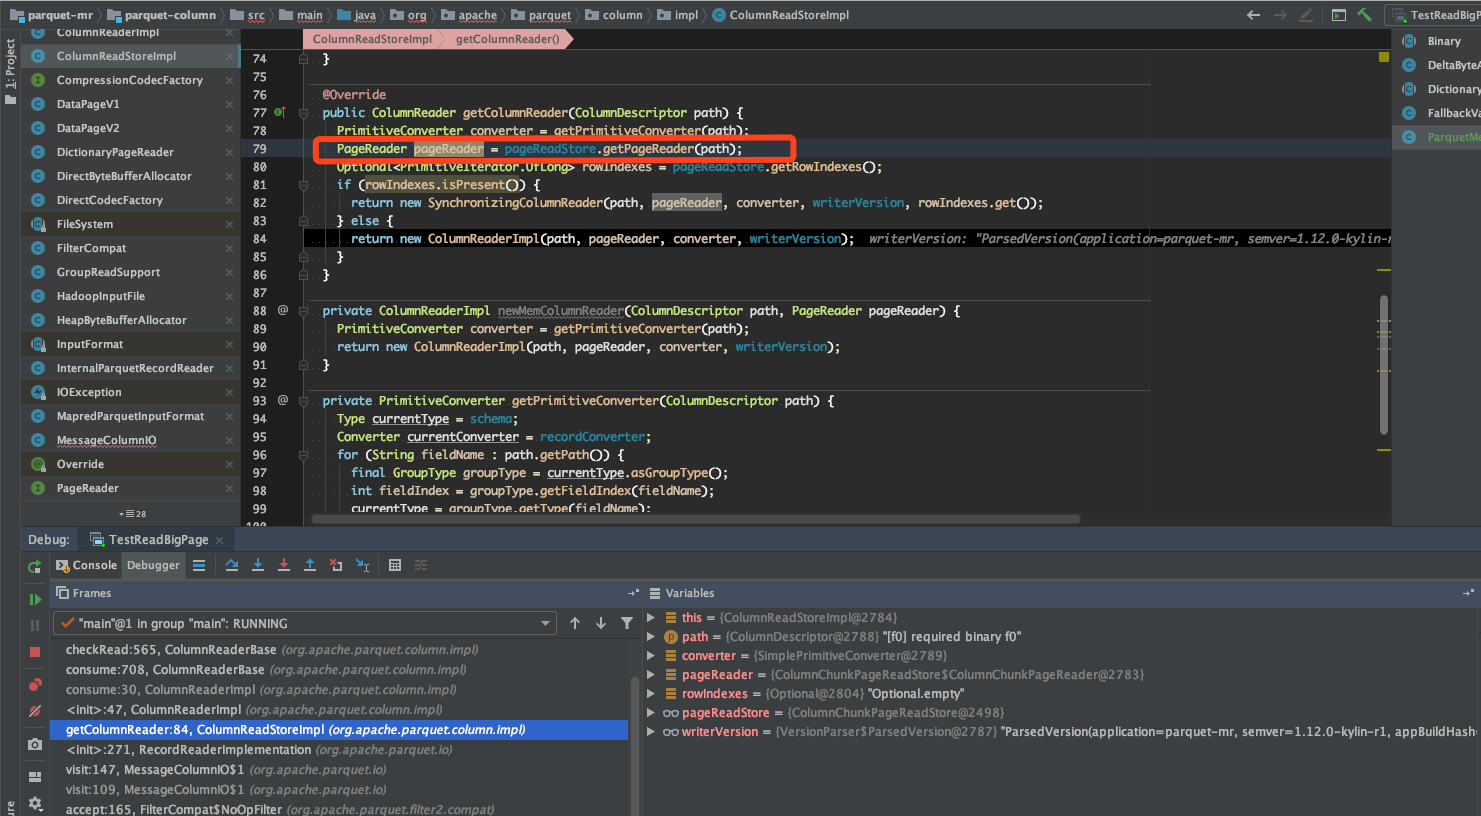 parquet-mr parquet-column src main java org apache parquet column impl ColumnReadStoreImpl TestReadBigPa
1: Project
ColumnReaderImpl
ColumnReadStoreImpl
CompressionCodecFactory
DataPageV1
DataPageV2
DictionaryPageReader
DirectByteBufferAllocator
DirectCodecFactory
FileSystem
FilterCompat
GroupReadSupport
HadoopInputFile
HeapByteBufferAllocator
InputFormat
InternalParquetRecordReader
IOException
MapredParquetInputFormat
MessageColumnIO
Override
PageReader
28
ColumnReadStoreImpl getColumnReader()
74 }
75
76 @Override
77 public ColumnReader getColumnReader(ColumnDescriptor path) {
78 PrimitiveConverter converter = getPrimitiveConverter(path);
79 PageReader pageReader = pageReadStore.getPageReader(path);
80 Optional<PrimitiveIterator.OfLong> rowIndexes = pageReadStore.getRowIndexes();
81 if (rowIndexes.isPresent()) {
82 return new SynchronizingColumnReader(path, pageReader, converter, writerVersion, rowIndexes.get());
83 } else {
84 return new ColumnReaderImpl(path, pageReader, converter, writerVersion); writerVersion: "ParsedVersion(application=parquet-mr, semver=1.12.0-kylin-r
85 }
86 }
87
88 @ private ColumnReaderImpl newMemColumnReader(ColumnDescriptor path, PageReader pageReader) {
89 PrimitiveConverter converter = getPrimitiveConverter(path);
90 return new ColumnReaderImpl(path, pageReader, converter, writerVersion);
91 }
92
93 @ private PrimitiveConverter getPrimitiveConverter(ColumnDescriptor path) {
94 Type currentType = schema;
95 Converter currentConverter = recordConverter;
96 for (String fieldName : path.getPath()) {
97 final GroupType groupType = currentType.asGroupType();
98 int fieldIndex = groupType.getFieldIndex(fieldName);
99 currentType = groupType.getType(fieldName);
100
Binary
DeltaByteA
Dictionary
FallbackVa
ParquetMe
Debug: TestReadBigPage
Console Debugger
Frames
"main"@1 in group "main": RUNNING
checkRead:565, ColumnReaderBase (org.apache.parquet.column.impl)
consume:708, ColumnReaderBase (org.apache.parquet.column.impl)
consume:30, ColumnReaderImpl (org.apache.parquet.column.impl)
<init>:47, ColumnReaderImpl (org.apache.parquet.column.impl)
getColumnReader:84, ColumnReadStoreImpl (org.apache.parquet.column.impl)
<init>:271, RecordReaderImplementation (org.apache.parquet.io)
visit:147, MessageColumnIO$1 (org.apache.parquet.io)
visit:109, MessageColumnIO$1 (org.apache.parquet.io)
accept:165, FilterCompat$NoOpFilter (org.apache.parquet.filter2.compat)
Variables
this = {ColumnReadStoreImpl@2784}
path = {ColumnDescriptor@2788} "[f0] required binary f0"
converter = {SimplePrimitiveConverter@2789}
pageReader = {ColumnChunkPageReadStore$ColumnChunkPageReader@2783}
rowIndexes = {Optional@2804} "Optional.empty"
pageReadStore = {ColumnChunkPageReadStore@2498}
writerVersion = {VersionParser$ParsedVersion@2787} "ParsedVersion(application=parquet-mr, semver=1.12.0-kylin-r1, appBuildHash=